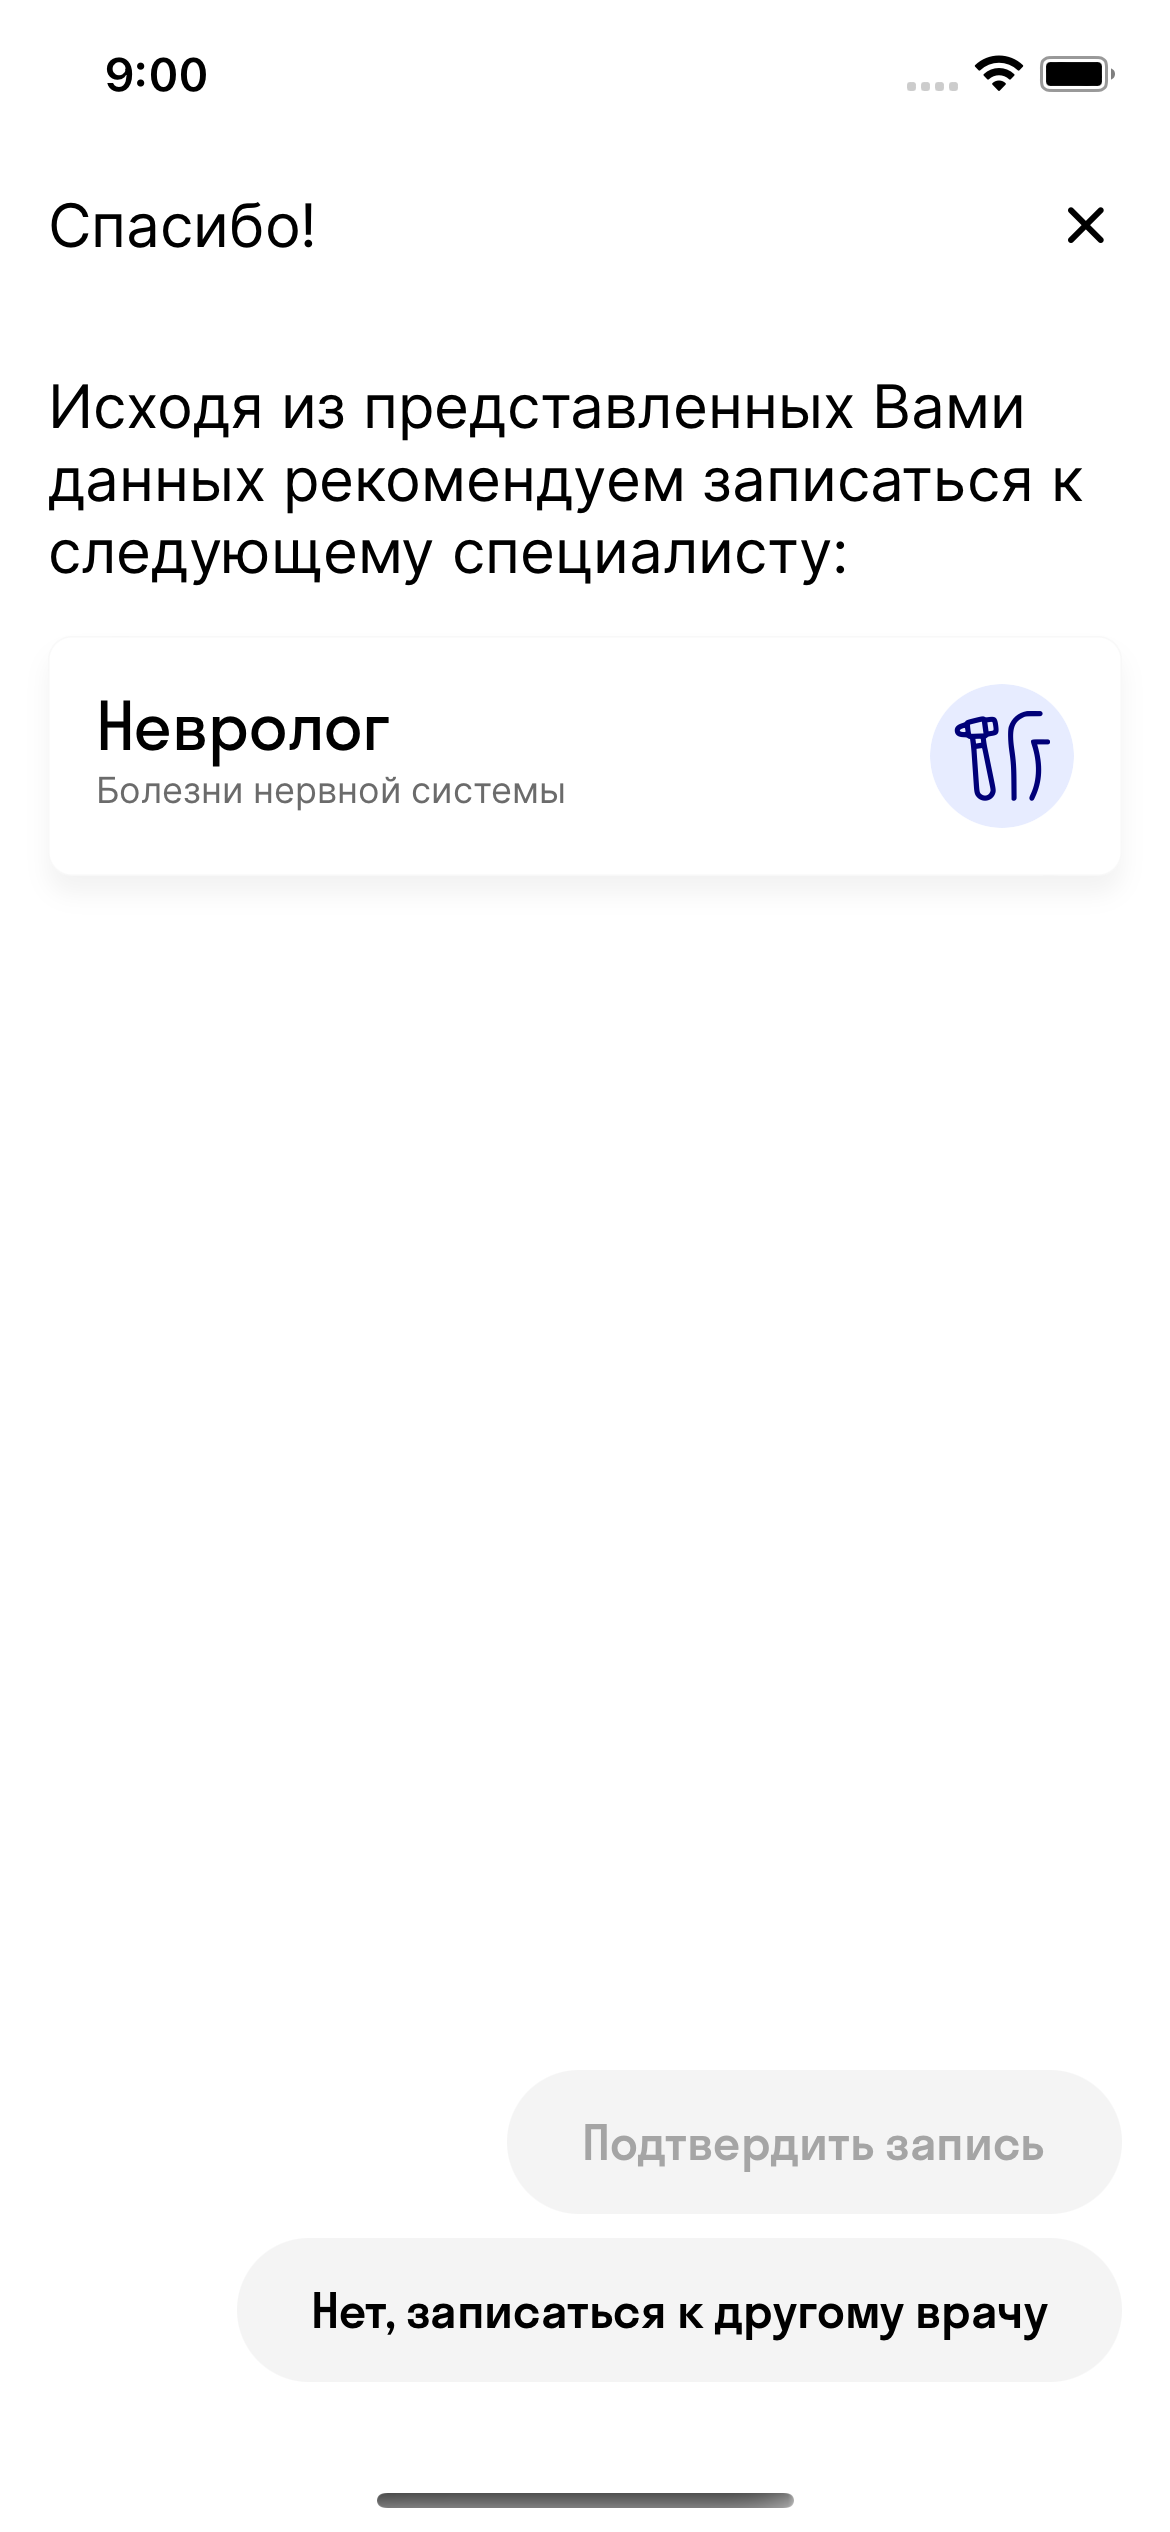 9:00
Спасибо!
Исходя из представленных Вами
данных рекомендуем записаться к
следующему специалисту:
Невролог
Болезни нервной системы
Подтвердить запись
Нет, записаться к другому врачу